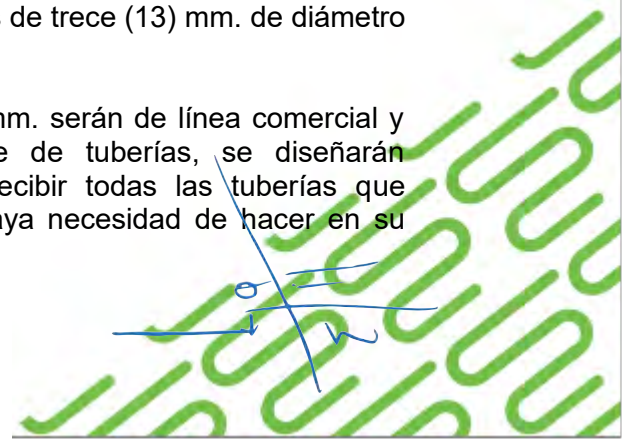 de trece (13) mm. de diámetro
mm. serán de línea comercial y
de tuberías, se diseñarán
recibir todas las tuberías que
haya necesidad de hacer en su